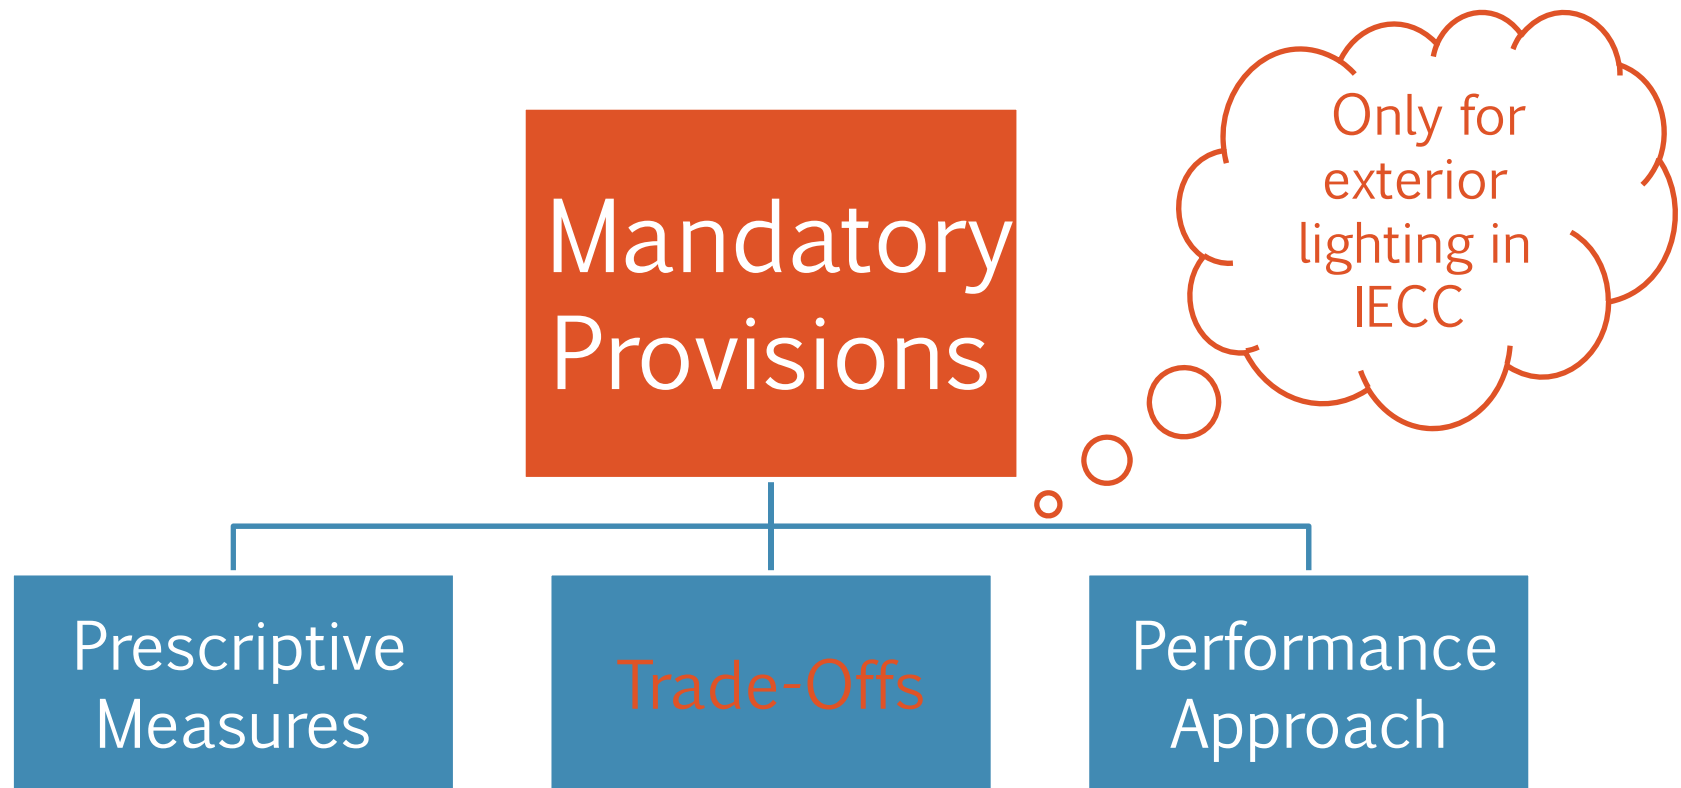 Only for
exterior
lighting in
IECC
Mandatory
Provisions
Prescriptive
Measures
Trade-Offs
Performance
Approach